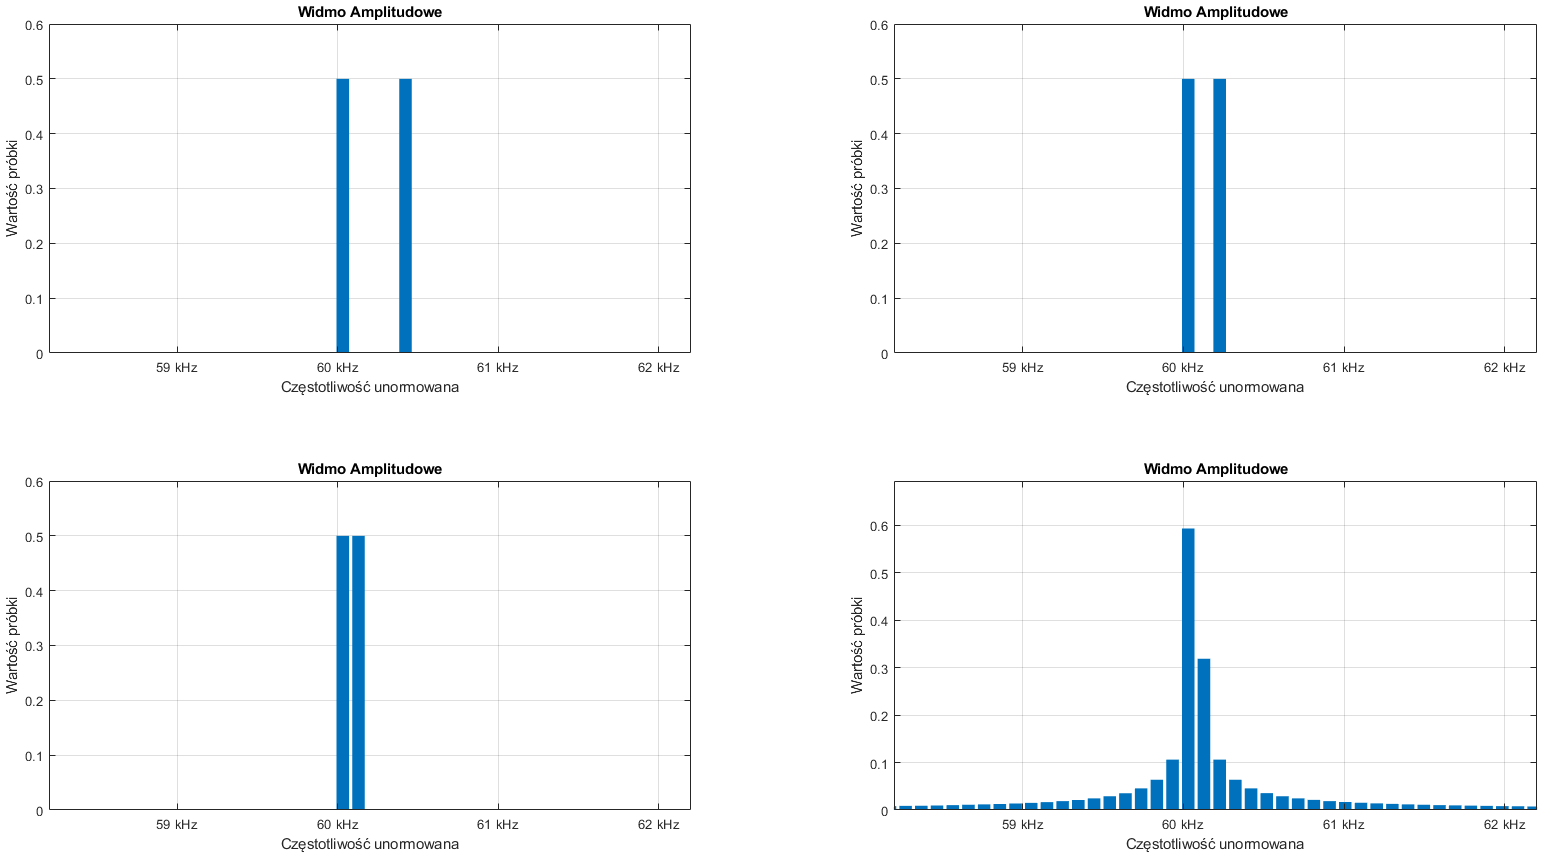 Widmo Amplitudowe
0.6
0.5
0.4
0.3
0.2
0.1
0
Wartość próbki
59 kHz 60 kHz 61 kHz 62 kHz
Częstotliwość unormowana
Widmo Amplitudowe
0.6
0.5
0.4
0.3
0.2
0.1
0
Wartość próbki
59 kHz 60 kHz 61 kHz 62 kHz
Częstotliwość unormowana
Widmo Amplitudowe
0.6
0.5
0.4
0.3
0.2
0.1
0
Wartość próbki
59 kHz 60 kHz 61 kHz 62 kHz
Częstotliwość unormowana
Widmo Amplitudowe
0.6
0.5
0.4
0.3
0.2
0.1
0
Wartość próbki
59 kHz 60 kHz 61 kHz 62 kHz
Częstotliwość unormowana